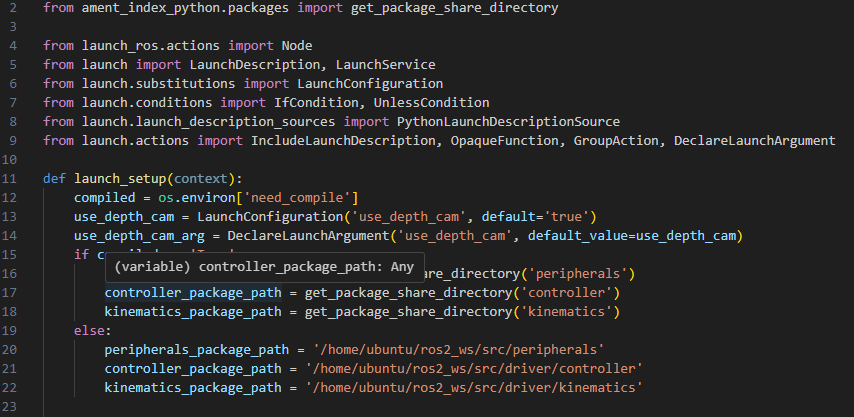 2 from ament_index_python.packages import get_package_share_directory
3
4 from launch_ros.actions import Node
5 from launch import LaunchDescription, LaunchService
6 from launch.substitutions import LaunchConfiguration
7 from launch.conditions import IfCondition, UnlessCondition
8 from launch.launch_description_sources import PythonLaunchDescriptionSource
9 from launch.actions import IncludeLaunchDescription, OpaqueFunction, GroupAction, DeclareLaunchArgument
10
11 def launch_setup(context):
12     compiled = os.environ['need_compile']
13     use_depth_cam = LaunchConfiguration('use_depth_cam', default='true')
14     use_depth_cam_arg = DeclareLaunchArgument('use_depth_cam', default_value=use_depth_cam)
15     if
(variable) controller_package_path: Any
16 re_directory('peripherals')
17         controller_package_path = get_package_share_directory('controller')
18         kinematics_package_path = get_package_share_directory('kinematics')
19     else:
20         peripherals_package_path = '/home/ubuntu/ros2_ws/src/peripherals'
21         controller_package_path = '/home/ubuntu/ros2_ws/src/driver/controller'
22         kinematics_package_path = '/home/ubuntu/ros2_ws/src/driver/kinematics'
23